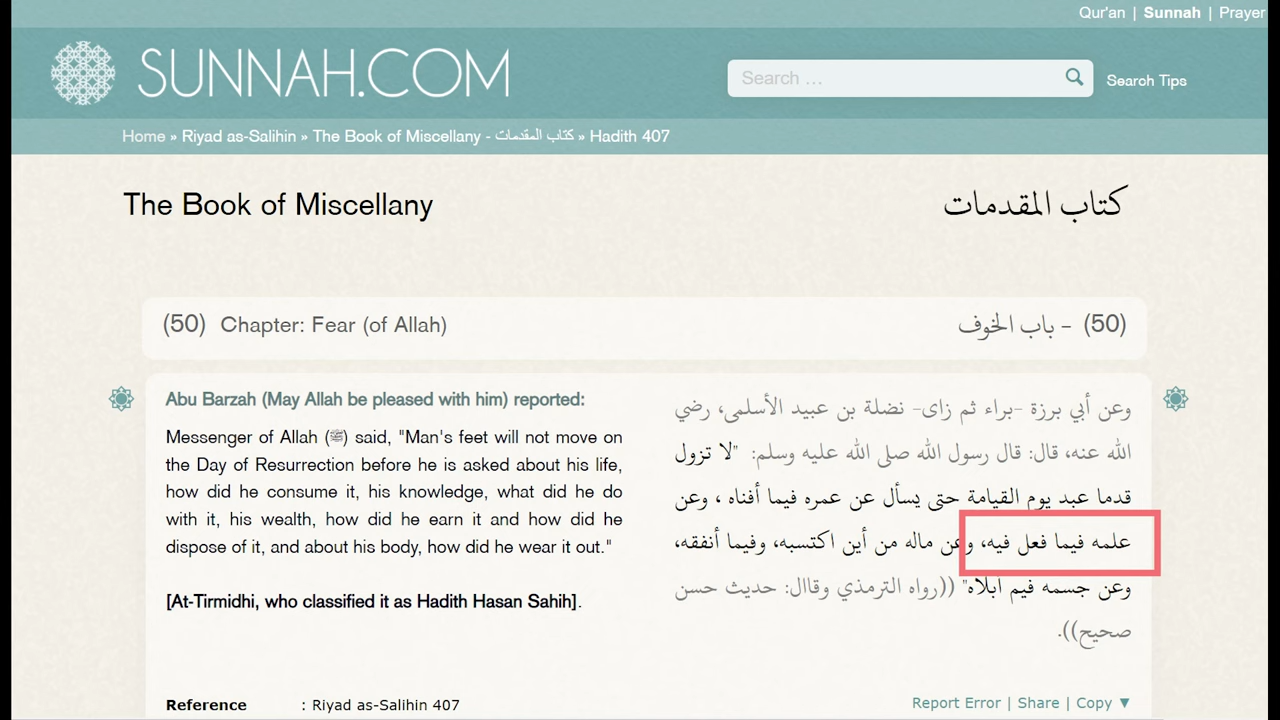 Qur'an | Sunnah | Prayer
SUNNAH.COM
Search ...
Search Tips
Home » Riyad as-Salihin » The Book of Miscellany - كتاب المقدمات » Hadith 407
The Book of Miscellany
كتاب المقدمات
(50) Chapter: Fear (of Allah)
(50) – باب الخوف
Abu Barzah (May Allah be pleased with him) reported:
Messenger of Allah (ﷺ) said, "Man's feet will not move on
the Day of Resurrection before he is asked about his life,
how did he consume it, his knowledge, what did he do
with it, his wealth, how did he earn it and how did he
dispose of it, and about his body, how did he wear it out."
[At-Tirmidhi, who classified it as Hadith Hasan Sahih].
وعن أبي برزة -براء ثم زاى- نضلة بن عبيد الأسلمى، رضي
الله عنه، قال: قال رسول الله صلى الله عليه وسلم: "لا تزول
قدما عبد يوم القيامة حتى يسأل عن عمره فيما أفناه ، وعن
علمه فيما فعل فيه، وعن ماله من أين اكتسبه، وفيما أنفقه،
وعن جسمه فيم ابلاه" ((رواه الترمذي وقاال: حديث حسن
صحيح)).
Reference : Riyad as-Salihin 407
Report Error | Share | Copy ▼